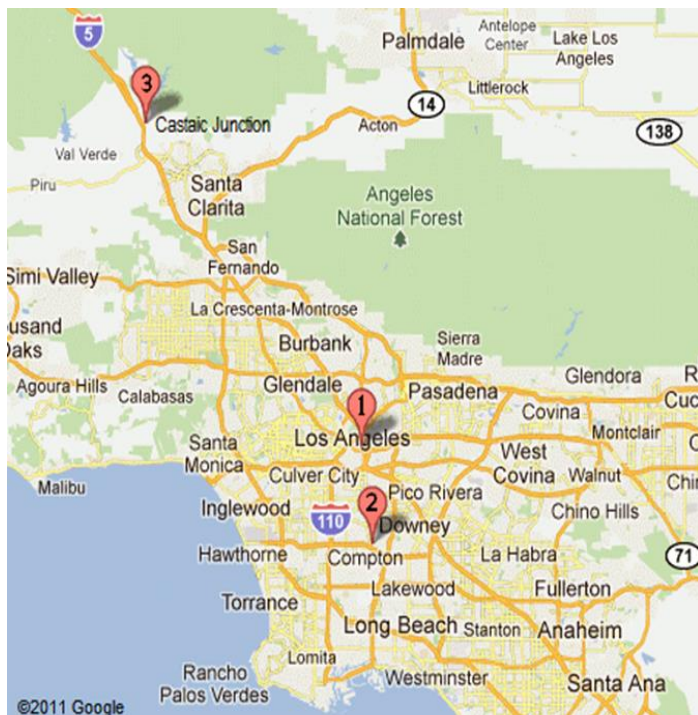 5
Palmdale
Antelope
Center
Lake Los
Angeles
3
Littlerock
14
Castaic Junction
Acton
138
Val Verde
Piru
Santa
Clarita
Angeles
National Forest
San
Fernando
Simi Valley
La Crescenta-Montrose
usand
Oaks
Burbank
Sierra
Madre
Glendora
R
Agoura Hills
Calabasas
Glendale
Pasadena
Cuc
1
Covina
Los Angeles
Montclair
C
Santa
Monica
Culver City
West
Covina
Walnut
Malibu
Chin
2
Pico Rivera
Inglewood
110
Downey
Chino Hills
Hawthorne
Compton
La Habra
71
Lakewood
Fullerton
Torrance
Long Beach
Stanton
Anaheim
Lomita
Rancho
Palos Verdes
Westminster
Santa Ana
©2011 Google